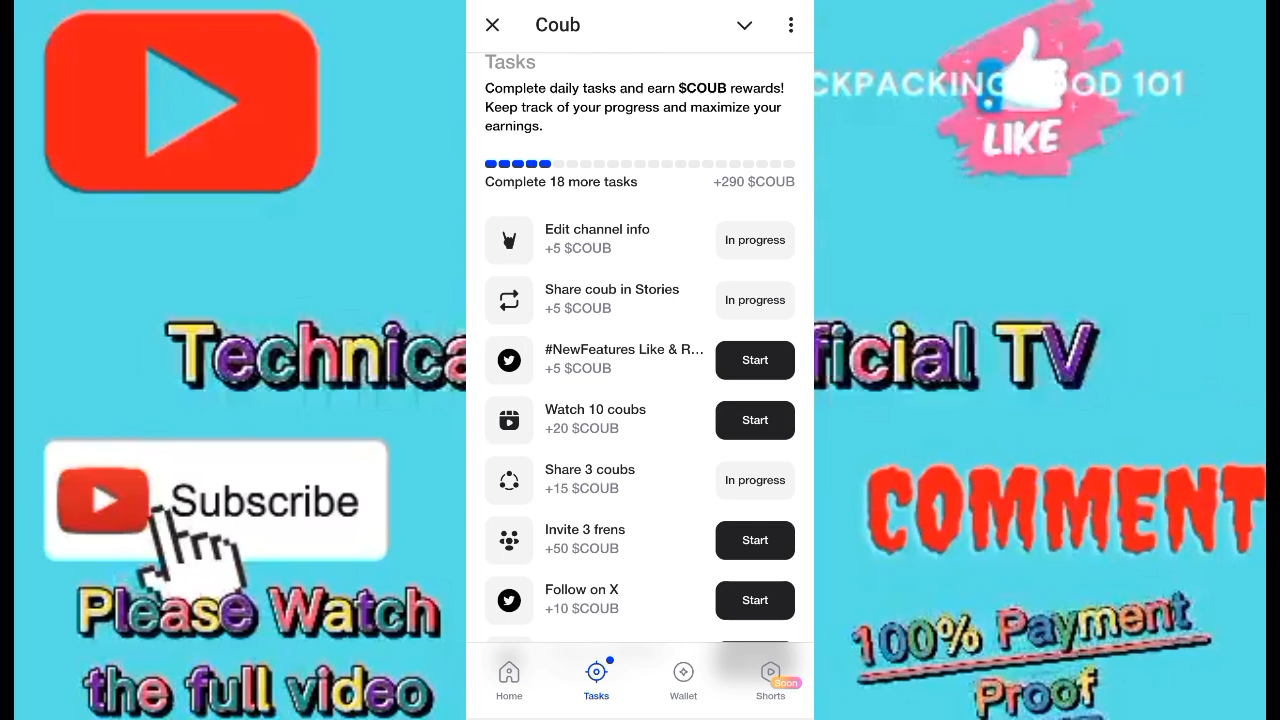 Coub
Tasks
Complete daily tasks and earn $COUB rewards!
Keep track of your progress and maximize your
earnings.
Complete 18 more tasks +290 $COUB
Edit channel info
+5 $COUB
In progress
Share coub in Stories
+5 $COUB
In progress
#NewFeatures Like & R...
+5 $COUB
Start
Watch 10 coubs
+20 $COUB
Start
Share 3 coubs
+15 $COUB
In progress
Invite 3 frens
+50 $COUB
Start
Follow on X
+10 $COUB
Start
Home
Tasks
Wallet
Shorts
Soon
Technica
Subscribe
Please Watch
the full video
CKPACKING OOD 101
LIKE
ficial TV
COMMENT
100% Payment
Proof